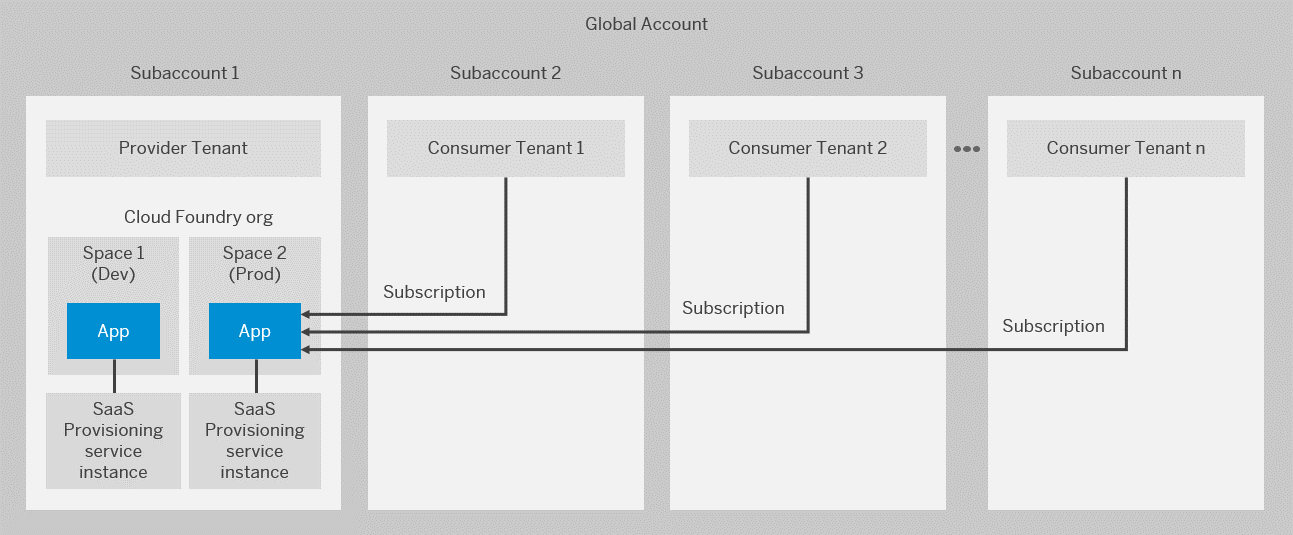 Global Account
Subaccount 1
Subaccount 2
Subaccount 3
Subaccount n
Provider Tenant
Consumer Tenant 1
Consumer Tenant 2
Consumer Tenant n
Cloud Foundry org
Space 1
(Dev)
Space 2
(Prod)
Subscription
Subscription
Subscription
App
App
SaaS
Provisioning
service
instance
SaaS
Provisioning
service
instance